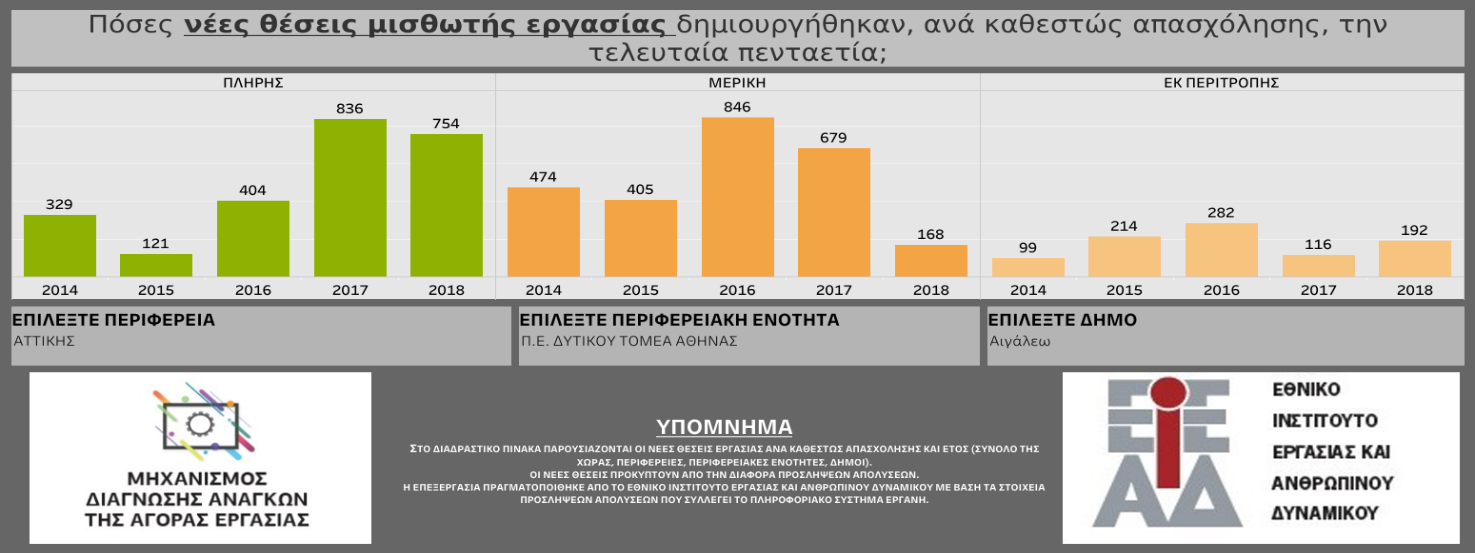 Πόσες νέες θέσεις μισθωτής εργασίας δημιουργήθηκαν, ανά καθεστώς απασχόλησης, την
τελευταία πενταετία;
ΠΛΗΡΗΣ
836
754
404
329
121
2014 2015 2016 2017 2018
ΜΕΡΙΚΗ
846
679
474
405
168
2014 2015 2016 2017 2018
ΕΚ ΠΕΡΙΤΡΟΠΗΣ
282
214
192
116
99
2014 2015 2016 2017 2018
ΕΠΙΛΕΞΤΕ ΠΕΡΙΦΕΡΕΙΑ
ΑΤΤΙΚΗΣ
ΕΠΙΛΕΞΤΕ ΠΕΡΙΦΕΡΕΙΑΚΗ ΕΝΟΤΗΤΑ
Π.Ε. ΔΥΤΙΚΟΥ ΤΟΜΕΑ ΑΘΗΝΑΣ
ΕΠΙΛΕΞΤΕ ΔΗΜΟ
Αιγάλεω
ΜΗΧΑΝΙΣΜΟΣ
ΔΙΑΓΝΩΣΗΣ ΑΝΑΓΚΩΝ
ΤΗΣ ΑΓΟΡΑΣ ΕΡΓΑΣΙΑΣ
ΥΠΟΜΝΗΜΑ
ΣΤΟ ΔΙΑΔΡΑΣΤΙΚΟ ΠΙΝΑΚΑ ΠΑΡΟΥΣΙΑΖΟΝΤΑΙ ΟΙ ΝΕΕΣ ΘΕΣΕΙΣ ΕΡΓΑΣΙΑΣ ΑΝΑ ΚΑΘΕΣΤΩΣ ΑΠΑΣΧΟΛΗΣΗΣ ΚΑΙ ΕΤΟΣ (ΣΥΝΟΛΟ ΤΗΣ
ΧΩΡΑΣ, ΠΕΡΙΦΕΡΕΙΕΣ, ΠΕΡΙΦΕΡΕΙΑΚΕΣ ΕΝΟΤΗΤΕΣ, ΔΗΜΟΙ).
ΟΙ ΝΕΕΣ ΘΕΣΕΙΣ ΠΡΟΚΥΠΤΟΥΝ ΑΠΟ ΤΗΝ ΔΙΑΦΟΡΑ ΠΡΟΣΛΗΨΕΩΝ ΑΠΟΛΥΣΕΩΝ.
Η ΕΠΕΞΕΡΓΑΣΙΑ ΠΡΑΓΜΑΤΟΠΟΙΗΘΗΚΕ ΑΠΟ ΤΟ ΕΘΝΙΚΟ ΙΝΣΤΙΤΟΥΤΟ ΕΡΓΑΣΙΑΣ ΚΑΙ ΑΝΘΡΩΠΙΝΟΥ ΔΥΝΑΜΙΚΟΥ ΜΕ ΒΑΣΗ ΤΑ ΣΤΟΙΧΕΙΑ
ΠΡΟΣΛΗΨΕΩΝ ΑΠΟΛΥΣΕΩΝ ΠΟΥ ΣΥΛΛΕΓΕΙ ΤΟ ΠΛΗΡΟΦΟΡΙΑΚΟ ΣΥΣΤΗΜΑ ΕΡΓΑΝΗ.
ΕΙΕ
ΑΔ
ΕΘΝΙΚΟ
ΙΝΣΤΙΤΟΥΤΟ
ΕΡΓΑΣΙΑΣ ΚΑΙ
ΑΝΘΡΩΠΙΝΟΥ
ΔΥΝΑΜΙΚΟΥ